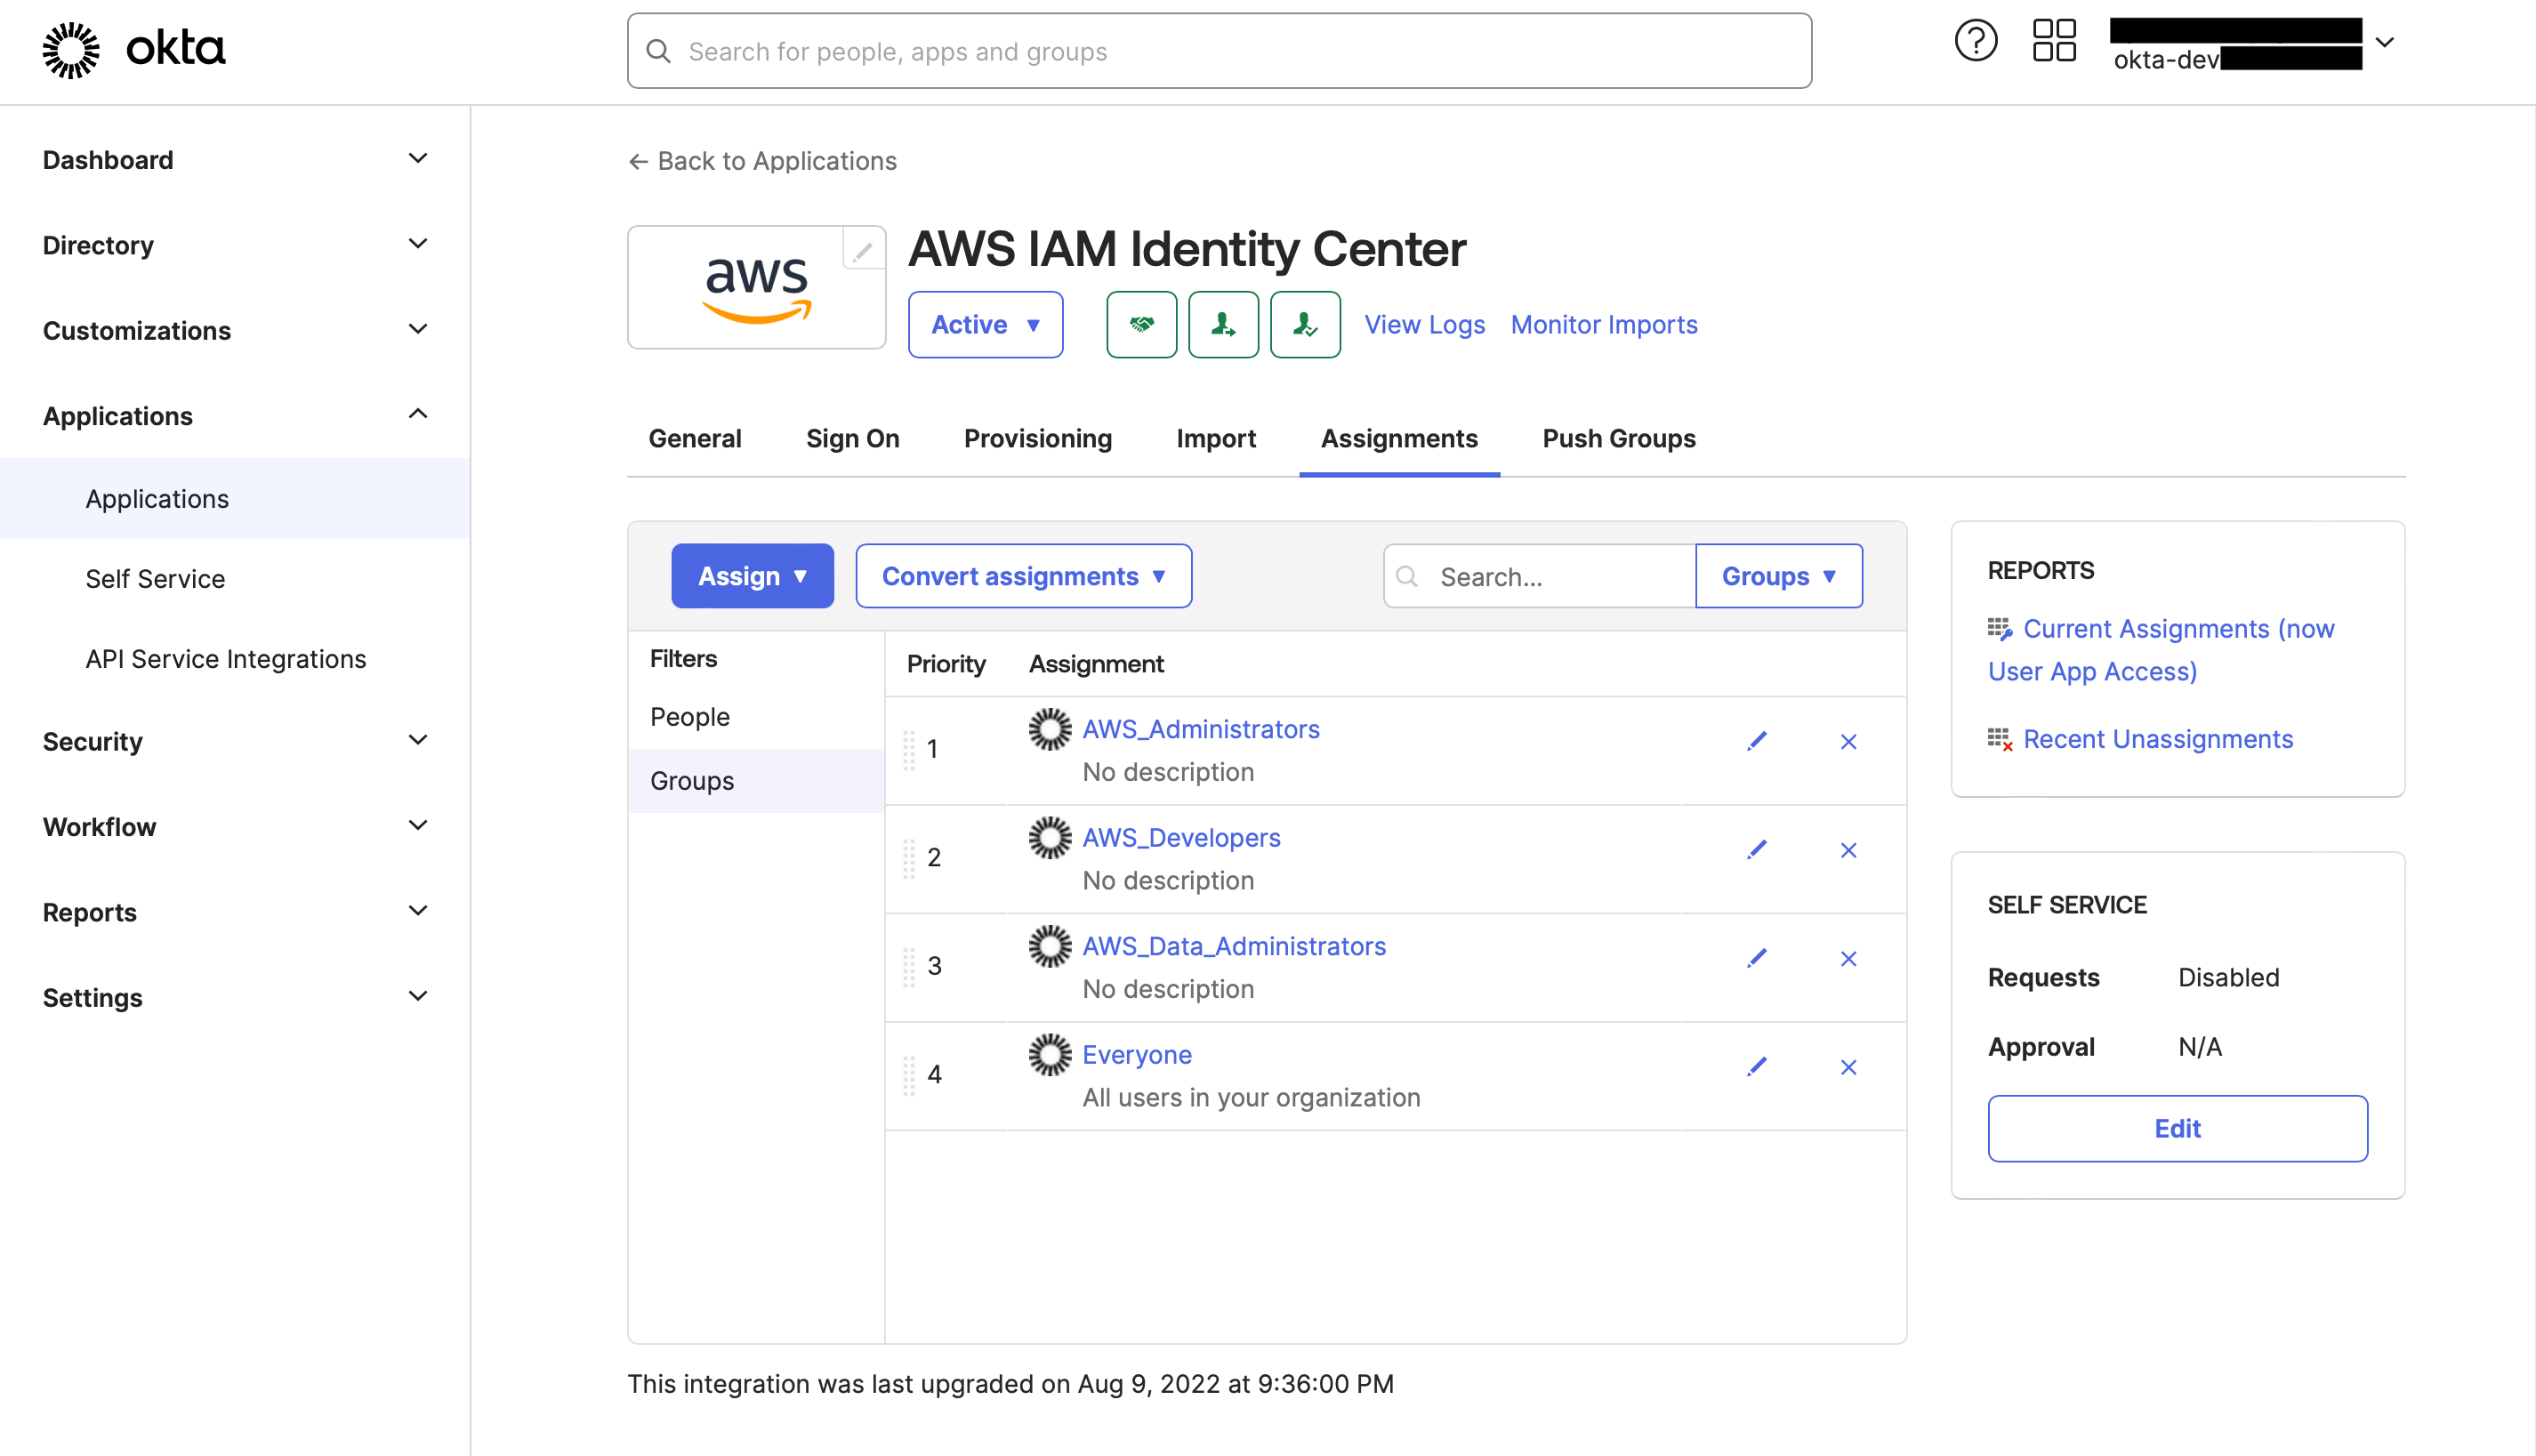 okta
Search for people, apps and groups
okta-dev
Dashboard
Directory
Customizations
Applications
Applications
Self Service
API Service Integrations
Security
Workflow
Reports
Settings
← Back to Applications
aws
AWS IAM Identity Center
Active ▼
View Logs Monitor Imports
General Sign On Provisioning Import Assignments Push Groups
Assign ▼ Convert assignments ▼ Search... Groups ▼
Filters
People
Groups
Priority Assignment
1 AWS_Administrators
No description
2 AWS_Developers
No description
3 AWS_Data_Administrators
No description
4 Everyone
All users in your organization
This integration was last upgraded on Aug 9, 2022 at 9:36:00 PM
REPORTS
Current Assignments (now
User App Access)
Recent Unassignments
SELF SERVICE
Requests Disabled
Approval N/A
Edit